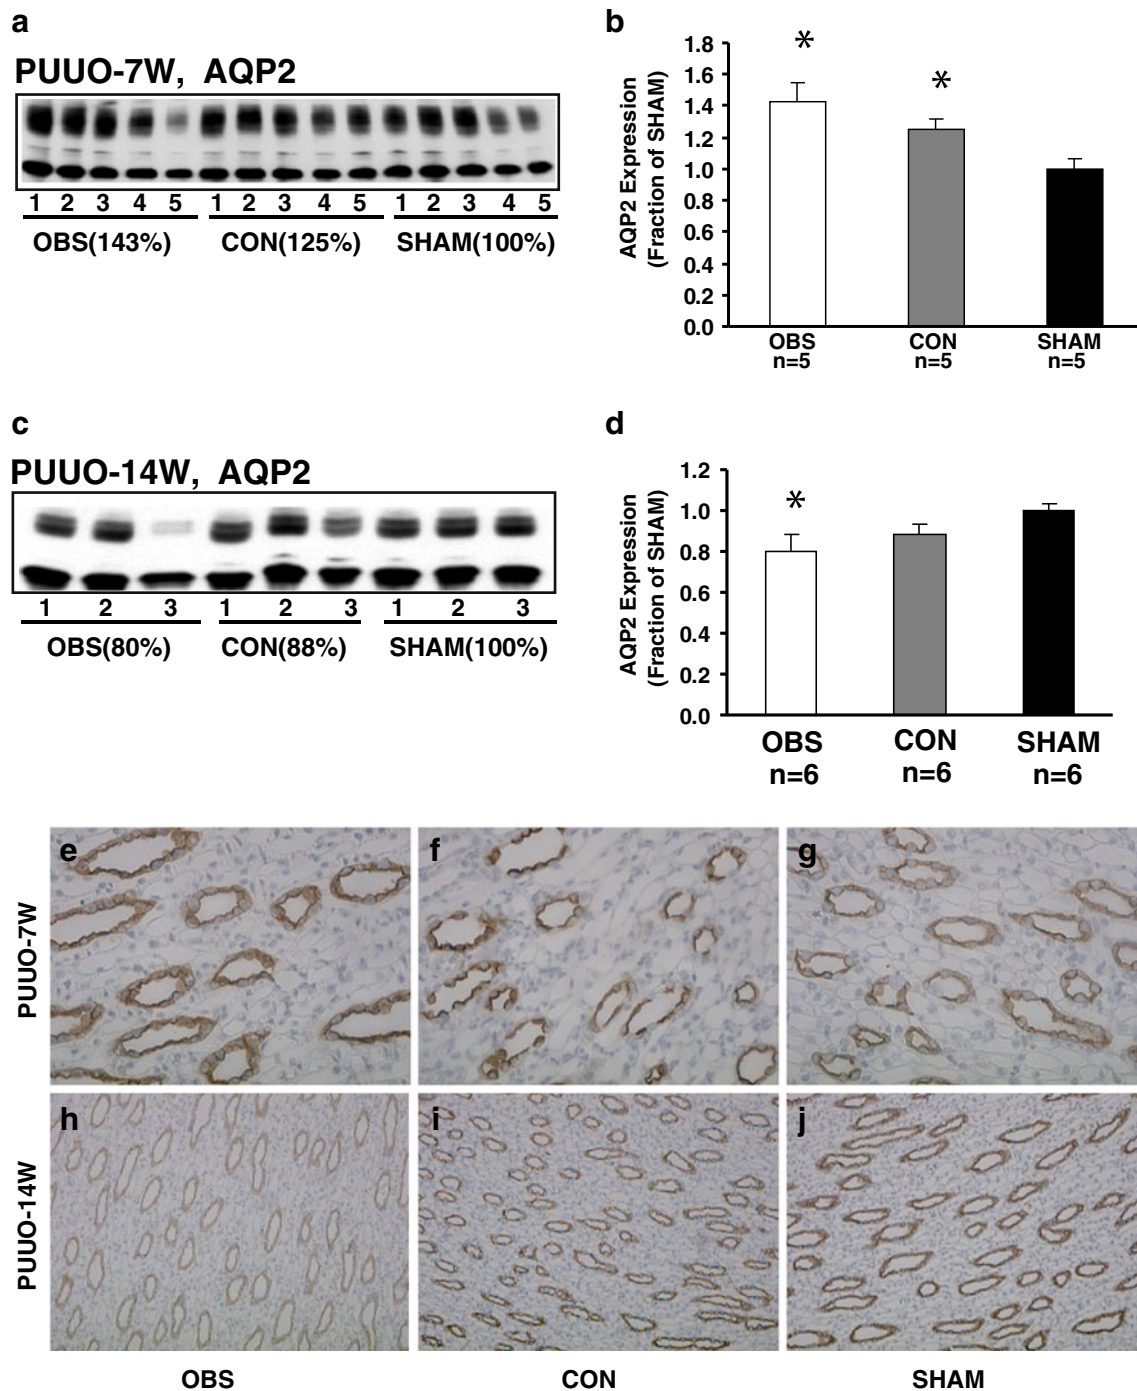 a
PUUO-7W, AQP2
1 2 3 4 5 1 2 3 4 5 1 2 3 4 5
OBS(143%) CON(125%) SHAM(100%)
b
AQP2 Expression
(Fraction of SHAM)
1.8
1.6
1.4
1.2
1.0
0.8
0.6
0.4
0.2
0.0
*
*
OBS CON SHAM
n=5 n=5 n=5
c
PUUO-14W, AQP2
1 2 3 1 2 3 1 2 3
OBS(80%) CON(88%) SHAM(100%)
d
AQP2 Expression
(Fraction of SHAM)
1.2
1.0
0.8
0.6
0.4
0.2
0.0
*
OBS CON SHAM
n=6 n=6 n=6
PUUO-7W
e f g
PUUO-14W
h i j
OBS CON SHAM